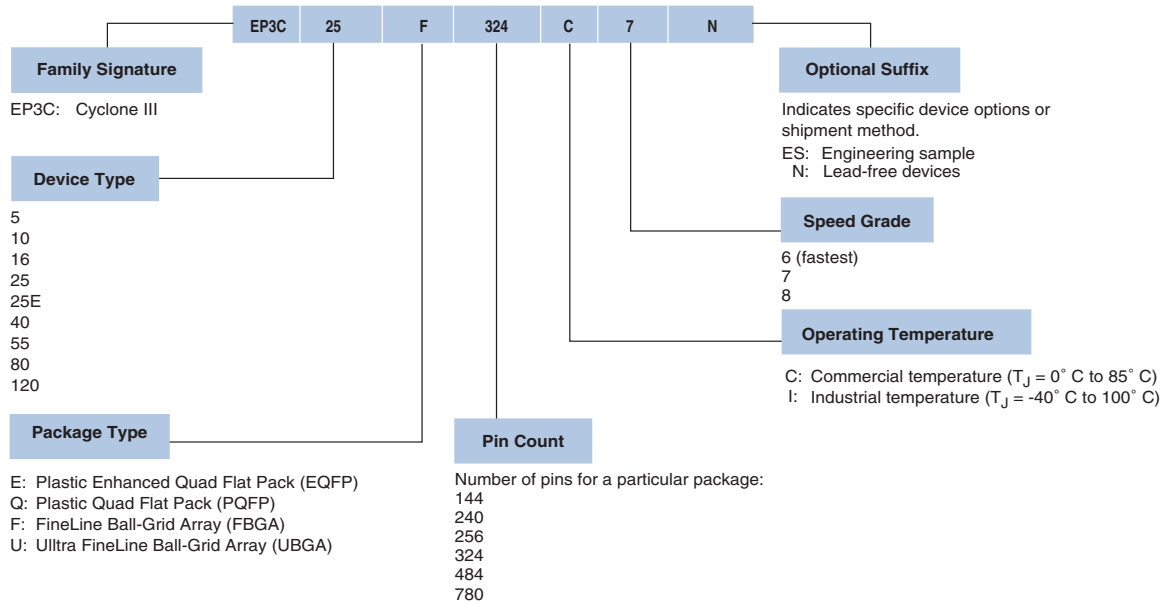 EP3C 25 F 324 C 7 N
Family Signature
EP3C: Cyclone III
Device Type
5
10
16
25
25E
40
55
80
120
Package Type
E: Plastic Enhanced Quad Flat Pack (EQFP)
Q: Plastic Quad Flat Pack (PQFP)
F: FineLine Ball-Grid Array (FBGA)
U: Ulltra FineLine Ball-Grid Array (UBGA)
Pin Count
Number of pins for a particular package:
144
240
256
324
484
780
Optional Suffix
Indicates specific device options or
shipment method.
ES: Engineering sample
N: Lead-free devices
Speed Grade
6 (fastest)
7
8
Operating Temperature
C: Commercial temperature (TJ = 0° C to 85° C)
I: Industrial temperature (TJ = -40° C to 100° C)